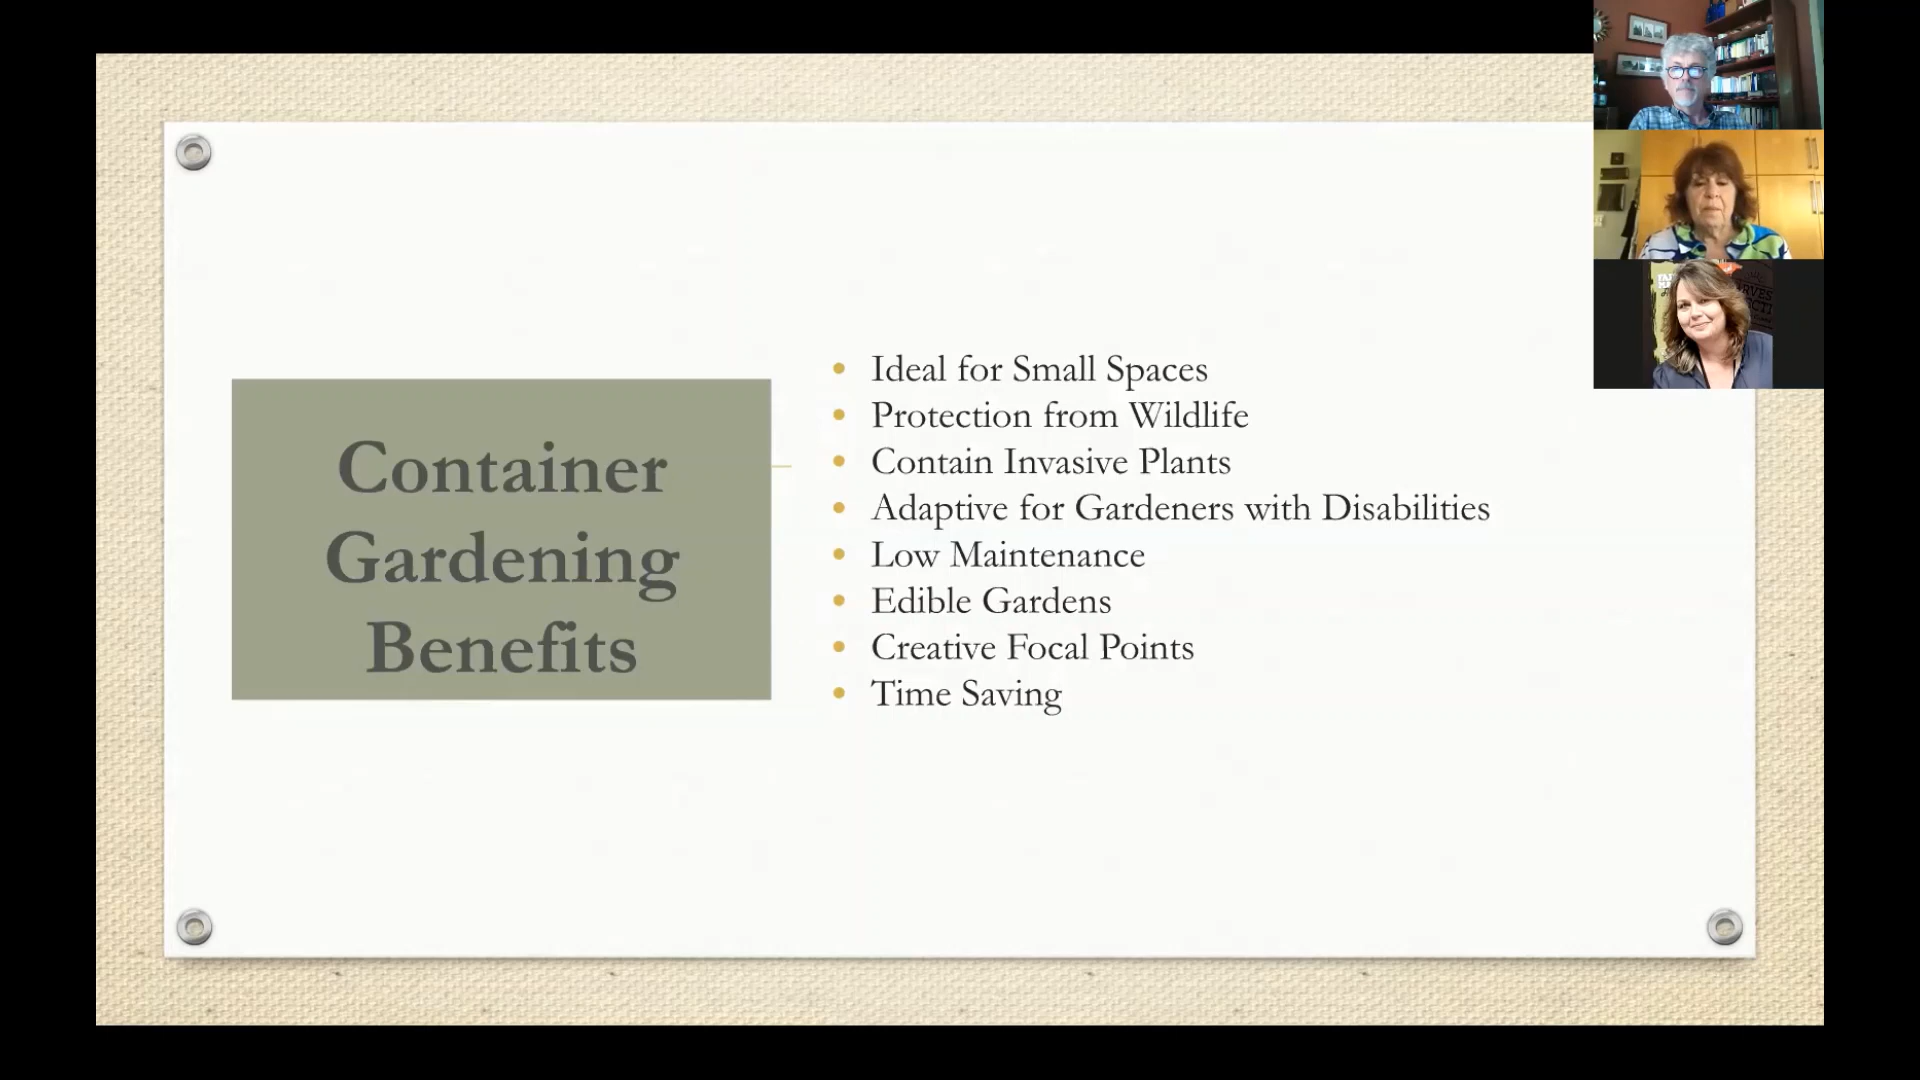 Container
Gardening
Benefits
• Ideal for Small Spaces
• Protection from Wildlife
• Contain Invasive Plants
• Adaptive for Gardeners with Disabilities
• Low Maintenance
• Edible Gardens
• Creative Focal Points
• Time Saving